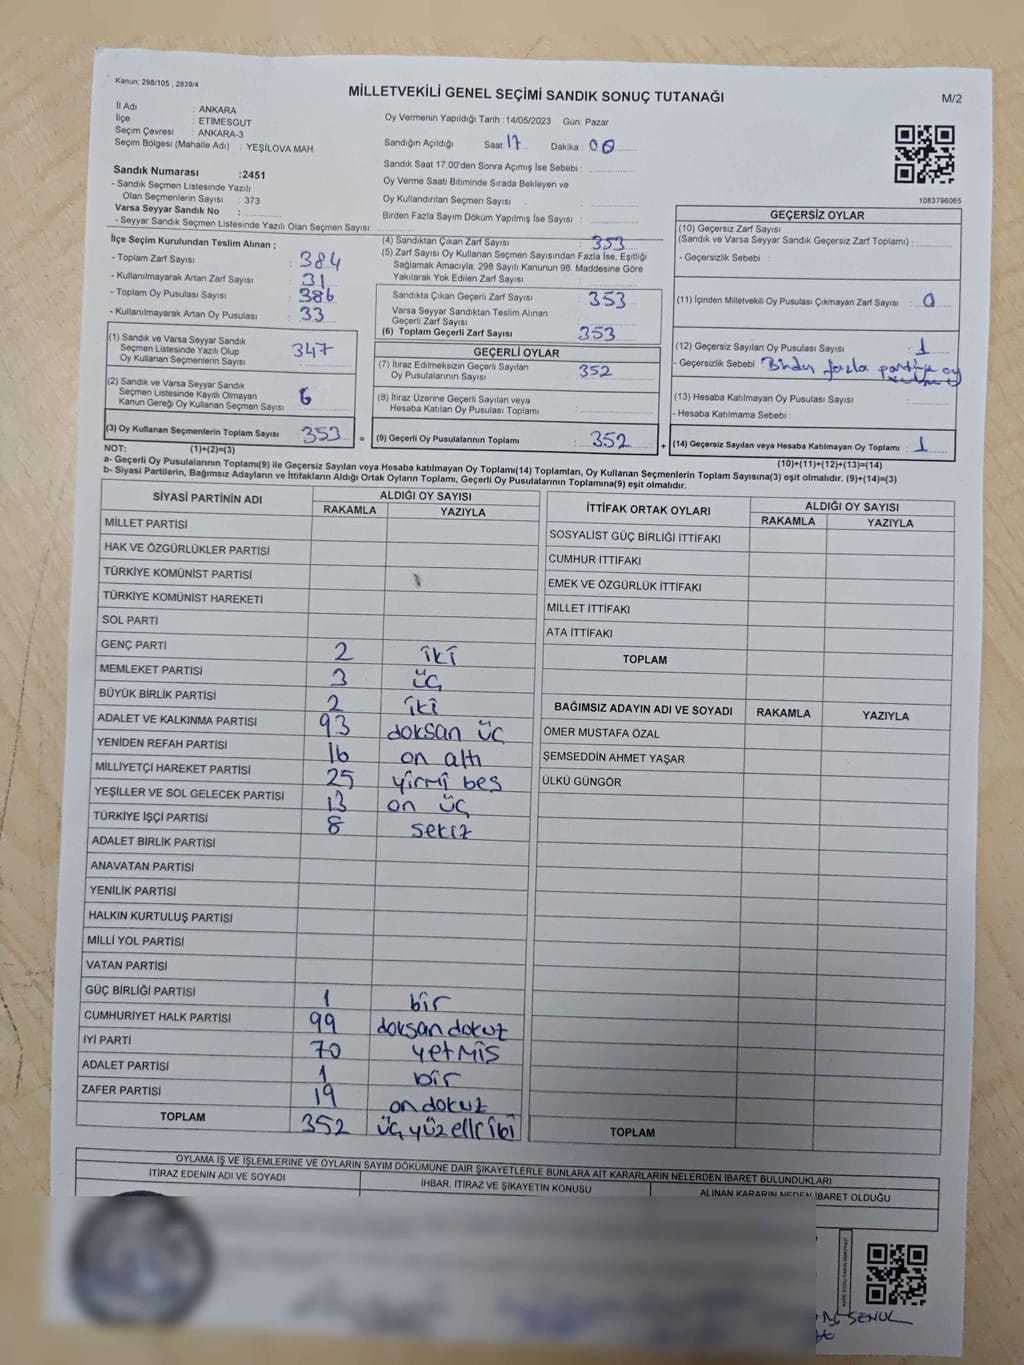 Kanun: 298/105 , 2839/4
MİLLETVEKİLİ GENEL SEÇİMİ SANDIK SONUÇ TUTANAĞI
M/2
İl Adı : ANKARA
İlçe : ETİMESGUT
Seçim Çevresi : ANKARA-3
Seçim Bölgesi (Mahalle Adı) : YEŞİLOVA MAH.
Oy Vermenin Yapıldığı Tarih : 14/05/2023 Gün: Pazar
Sandığın Açıldığı Saat: 17 Dakika : 00
Sandık Saat 17:00'den Sonra Açımış İse Sebebi :
Oy Verme Saati Bitiminde Sırada Bekleyen ve
Oy Kullandırılan Seçmen Sayısı :
Birden Fazla Sayım Döküm Yapılmış İse Sayısı :
1083796065
Sandık Numarası : 2451
- Sandık Seçmen Listesinde Yazılı
Olan Seçmenlerin Sayısı : 373
Varsa Seyyar Sandık No :
- Seyyar Sandık Seçmen Listesinde Yazılı Olan Seçmen Sayısı:
İlçe Seçim Kurulundan Teslim Alınan ;
- Toplam Zarf Sayısı : 384
- Kullanılmayarak Artan Zarf Sayısı : 31
- Toplam Oy Pusulası Sayısı : 386
- Kullanılmayarak Artan Oy Pusulası : 33
(1) Sandık ve Varsa Seyyar Sandık
Seçmen Listesinde Yazılı Olup
Oy Kullanan Seçmenlerin Sayısı : 347
(2) Sandık ve Varsa Seyyar Sandık
Seçmen Listesinde Kayıtlı Olmayan
Kanun Gereği Oy Kullanan Seçmen Sayısı : 6
(3) Oy Kullanan Seçmenlerin Toplam Sayısı : 353 =
(4) Sandıktan Çıkan Zarf Sayısı : 353
(5) Zarf Sayısı Oy Kullanan Seçmen Sayısından Fazla İse, Eşitliği
Sağlamak Amacıyla; 298 Sayılı Kanunun 98. Maddesine Göre
Yakılarak Yok Edilen Zarf Sayısı :
Sandıkta Çıkan Geçerli Zarf Sayısı : 353
Varsa Seyyar Sandıktan Teslim Alınan
Geçerli Zarf Sayısı :
(6) Toplam Geçerli Zarf Sayısı : 353
GEÇERLİ OYLAR
(7) İtiraz Edilmeksizin Geçerli Sayılan
Oy Pusulalarının Sayısı : 352
(8) İtiraz Üzerine Geçerli Sayılan veya
Hesaba Katılan Oy Pusulası Toplamı :
(9) Geçerli Oy Pusulalarının Toplamı : 352 +
GEÇERSİZ OYLAR
(10) Geçersiz Zarf Sayısı
(Sandık ve Varsa Seyyar Sandık Geçersiz Zarf Toplamı) :
- Geçersizlik Sebebi :
(11) İçinden Milletvekili Oy Pusulası Çıkmayan Zarf Sayısı : 0
(12) Geçersiz Sayılan Oy Pusulası Sayısı : 1
- Geçersizlik Sebebi : Birden fazla partiye oy
(13) Hesaba Katılmayan Oy Pusulası Sayısı :
- Hesaba Katılmama Sebebi :
(14) Geçersiz Sayılan veya Hesaba Katılmayan Oy Toplamı : 1
NOT: (1)+(2)=(3)
(10)+(11)+(12)+(13)=(14)
a- Geçerli Oy Pusulalarının Toplamı(9) ile Geçersiz Sayılan veya Hesaba katılmayan Oy Toplamı(14) Toplamları, Oy Kullanan Seçmenlerin Toplam Sayısına(3) eşit olmalıdır. (9)+(14)=(3)
b- Siyasi Partilerin, Bağımsız Adayların ve İttifakların Aldığı Ortak Oyların Toplamı, Geçerli Oy Pusulalarının Toplamına(9) eşit olmalıdır.
SİYASİ PARTİNİN ADI ALDIĞI OY SAYISI
RAKAMLA YAZIYLA
MİLLET PARTİSİ
HAK VE ÖZGÜRLÜKLER PARTİSİ
TÜRKİYE KOMÜNİST PARTİSİ
TÜRKİYE KOMÜNİST HAREKETİ
SOL PARTİ
GENÇ PARTİ 2 iki
MEMLEKET PARTİSİ 3 üç
BÜYÜK BİRLİK PARTİSİ 2 iki
ADALET VE KALKINMA PARTİSİ 93 doksan üç
YENİDEN REFAH PARTİSİ 16 on altı
MİLLİYETÇİ HAREKET PARTİSİ 25 yirmi beş
YEŞİLLER VE SOL GELECEK PARTİSİ 13 on üç
TÜRKİYE İŞÇİ PARTİSİ 8 sekiz
ADALET BİRLİK PARTİSİ
ANAVATAN PARTİSİ
YENİLİK PARTİSİ
HALKIN KURTULUŞ PARTİSİ
MİLLİ YOL PARTİSİ
VATAN PARTİSİ
GÜÇ BİRLİĞİ PARTİSİ 1 bir
CUMHURİYET HALK PARTİSİ 99 doksan dokuz
İYİ PARTİ 70 yetmiş
ADALET PARTİSİ 1 bir
ZAFER PARTİSİ 19 on dokuz
TOPLAM 352 üç yüz elli iki
İTTİFAK ORTAK OYLARI ALDIĞI OY SAYISI
RAKAMLA YAZIYLA
SOSYALİST GÜÇ BİRLİĞİ İTTİFAKI
CUMHUR İTTİFAKI
EMEK VE ÖZGÜRLÜK İTTİFAKI
MİLLET İTTİFAKI
ATA İTTİFAKI
TOPLAM
BAĞIMSIZ ADAYIN ADI VE SOYADI RAKAMLA YAZIYLA
ÖMER MUSTAFA ÖZAL
ŞEMSEDDİN AHMET YAŞAR
ÜLKÜ GÜNGÖR
TOPLAM
OYLAMA İŞ VE İŞLEMLERİNE VE OYLARIN SAYIM DÖKÜMÜNE DAİR ŞİKAYETLERLE BUNLARA AİT KARARLARIN NELERDEN İBARET BULUNDUKLARI
İTİRAZ EDENİN ADI VE SOYADI İHBAR, İTİRAZ VE ŞİKAYETİN KONUSU ALINAN KARARIN NEDEN İBARET OLDUĞU
ŞENOL